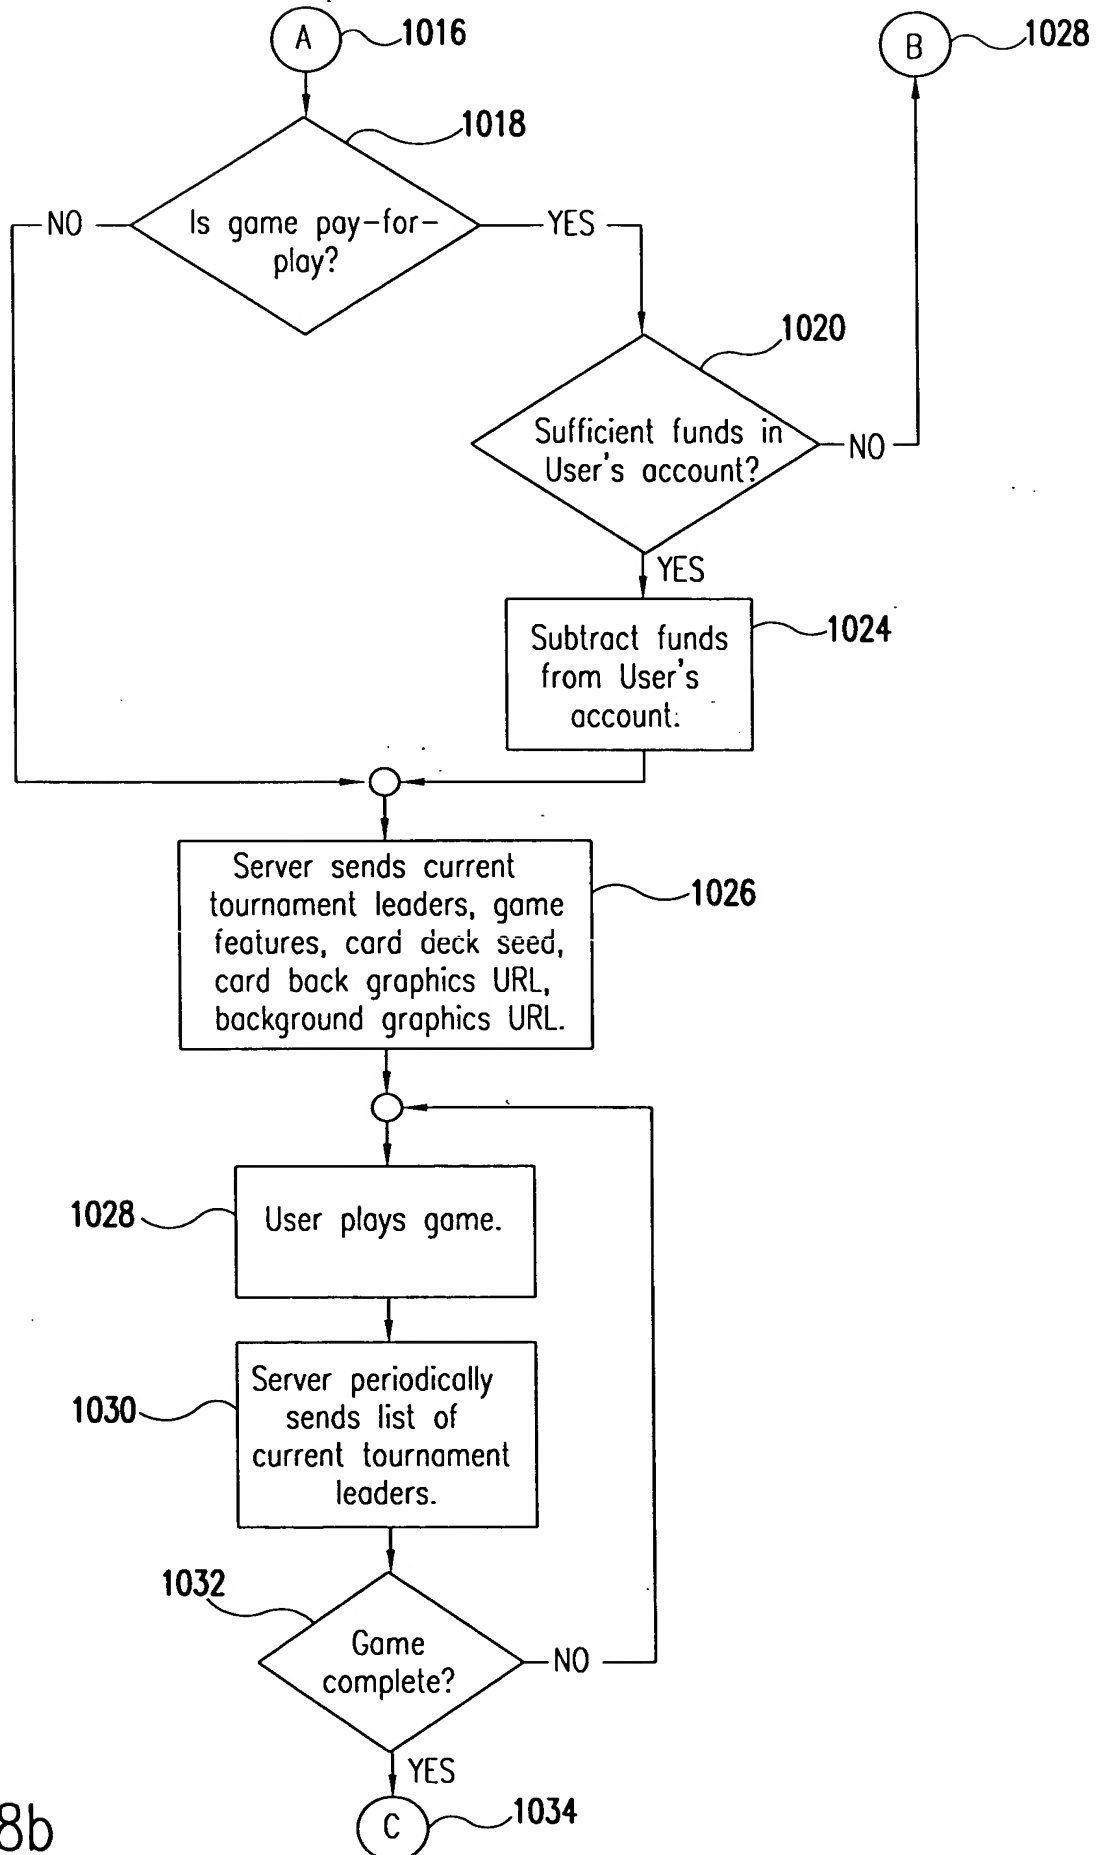 A
1016
B
1028
1018
NO
Is game pay-for-
play?
YES
1020
Sufficient funds in
User's account?
NO
YES
Subtract funds
from User's
account.
1024
Server sends current
tournament leaders, game
features, card deck seed,
card back graphics URL,
background graphics URL.
1026
1028
User plays game.
1030
Server periodically
sends list of
current tournament
leaders.
1032
Game
complete?
NO
YES
C
1034
8b